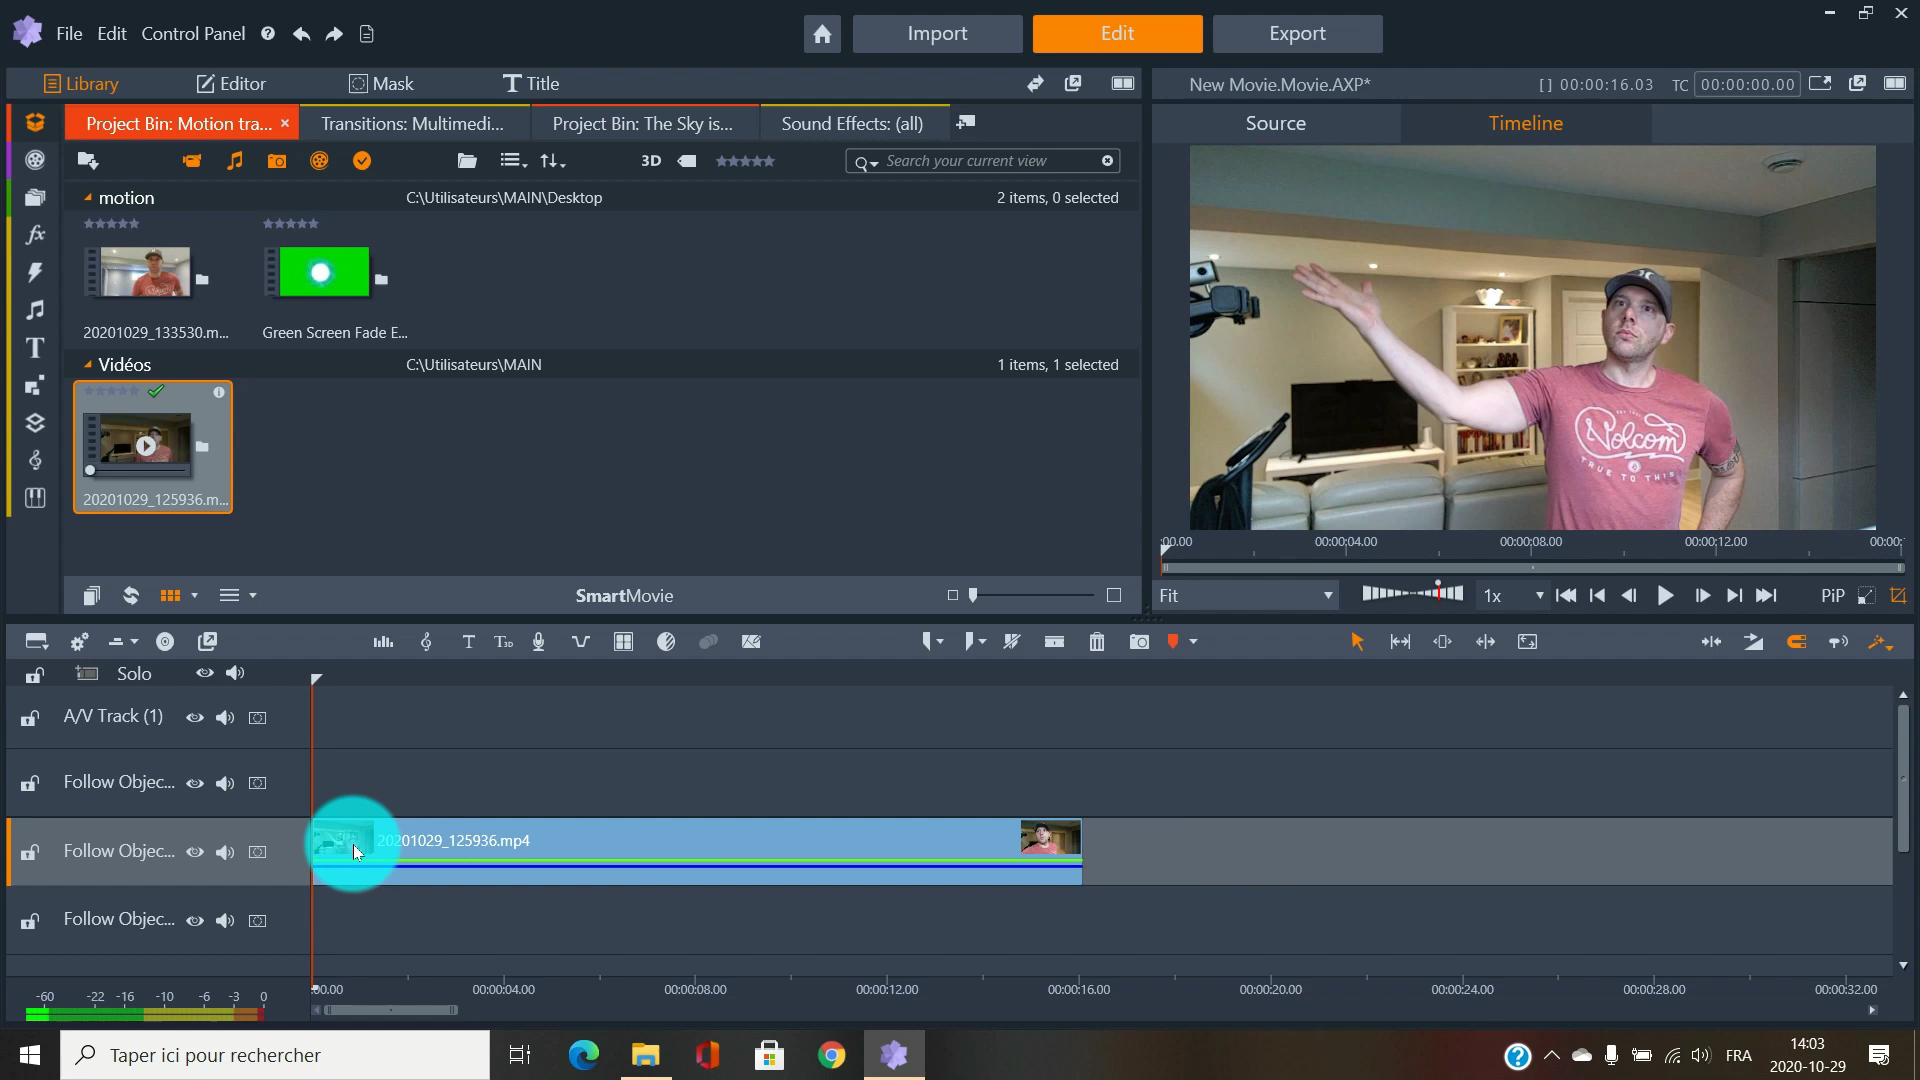 File Edit Control Panel ?
Import Edit Export
Library Editor Mask Title
New Movie.Movie.AXP* [ ] 00:00:16.03 TC 00:00:00.00
Project Bin: Motion tra... × Transitions: Multimedi... Project Bin: The Sky is... Sound Effects: (all)
Source Timeline
3D Search your current view
motion C:\Utilisateurs\MAIN\Desktop 2 items, 0 selected
20201029_133530.m... Green Screen Fade E...
Vidéos C:\Utilisateurs\MAIN 1 items, 1 selected
20201029_125936.m...
Volcom
TRUE TO THIS
:00.00 00:00:04.00 00:00:08.00 00:00:12.00 00:00:
SmartMovie
Fit 1x PiP
T T3D
Solo
A/V Track (1)
Follow Objec...
Follow Objec... 20201029_125936.mp4
Follow Objec...
:00.00 00:00:04.00 00:00:08.00 00:00:12.00 00:00:16.00 00:00:20.00 00:00:24.00 00:00:28.00 00:00:32.00
-60 -22 -16 -10 -6 -3 0
Taper ici pour rechercher
FRA
14:03
2020-10-29